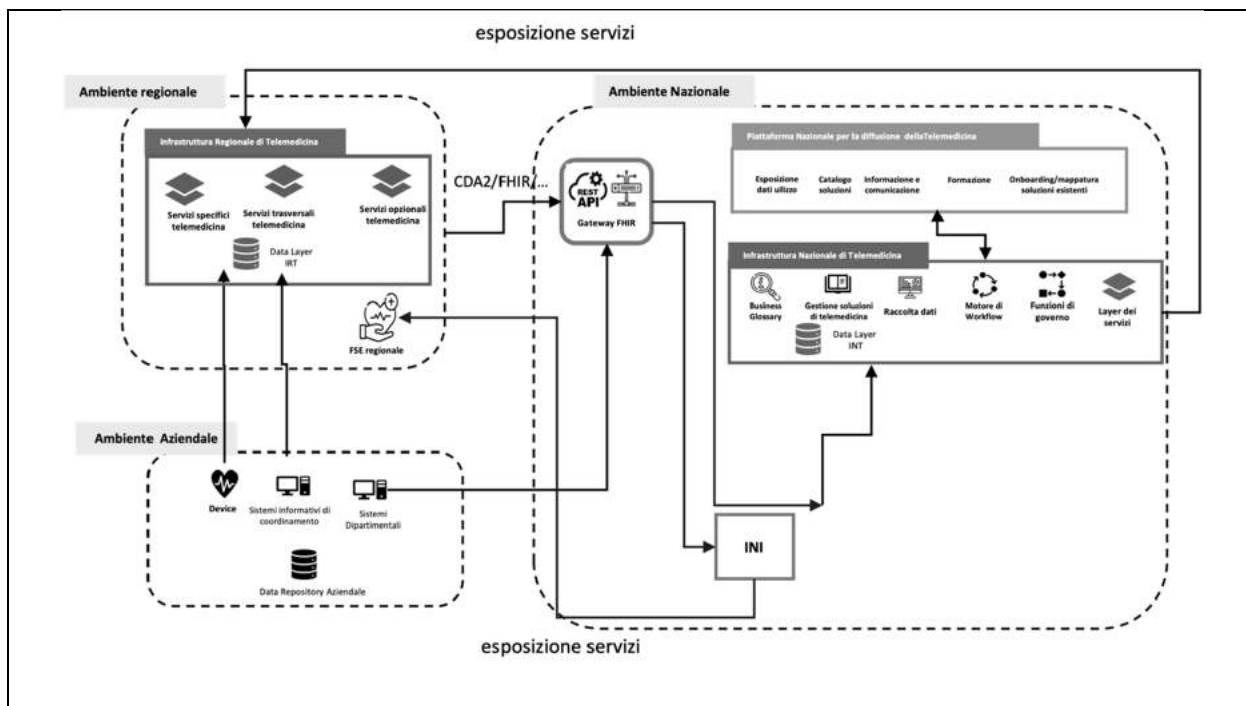 esposizione servizi
Ambiente regionale
Infrastruttura Regionale di Telemedicina
Servizi specifici
telemedicina
Servizi trasversali
telemedicina
Servizi opzionali
telemedicina
Data Layer
IRT
FSE regionale
CDA2/FHIR/...
Ambiente Nazionale
REST
API
Gateway FHIR
Piattaforma Nazionale per la diffusione dellaTelemedicina
Esposizione
dati utilizo
Catalogo
soluzioni
Informazione e
comunicazione
Formazione
Onboarding/mappatura
soluzioni esistenti
Infrastruttura Nazionale di Telemedicina
Business
Glossary
Gestione soluzioni
di telemedicina
Raccolta dati
Motore di
Workflow
Funzioni di
governo
Layer dei
servizi
Data Layer
INT
INI
Ambiente Aziendale
Device
Sistemi informativi di
coordinamento
Sistemi
Dipartimentali
Data Repository Aziendale
esposizione servizi